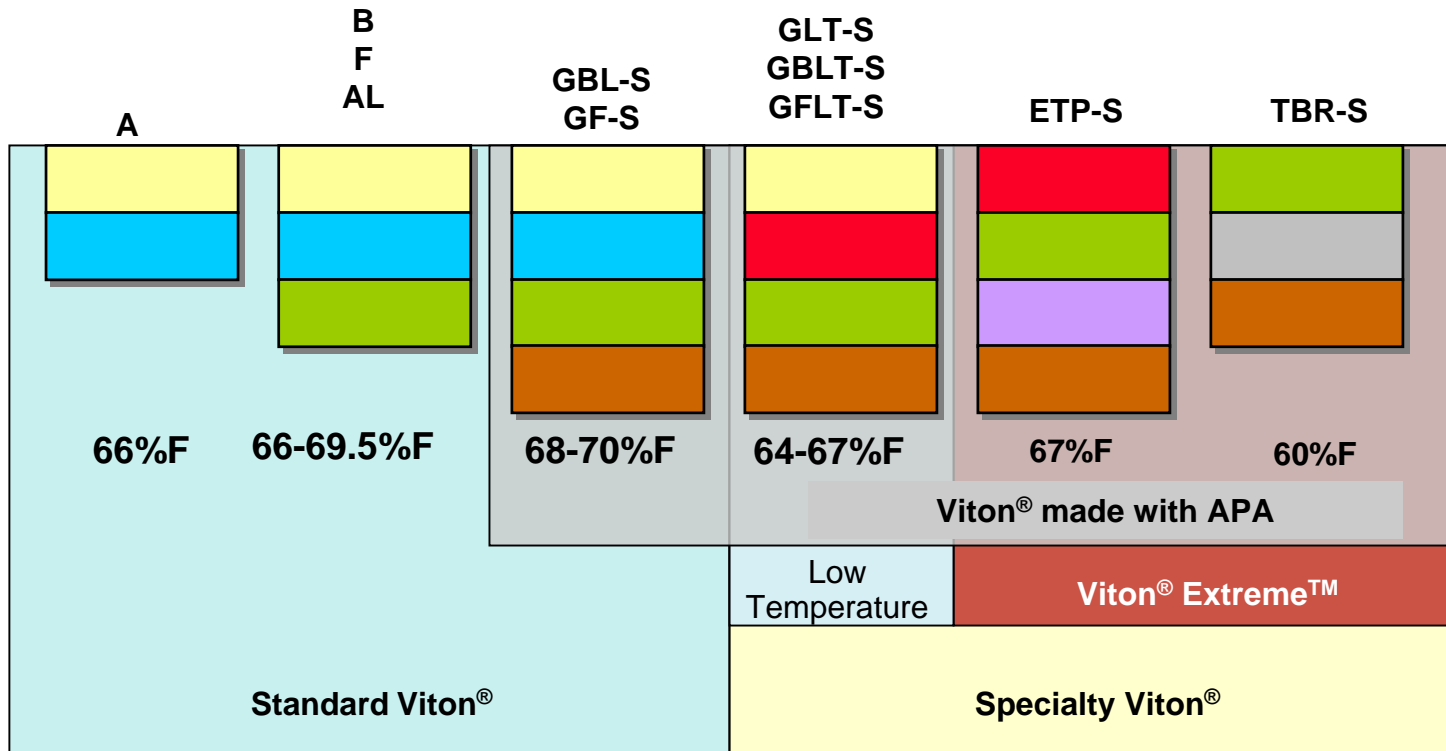 A
B
F
AL
GBL-S
GF-S
GLT-S
GBLT-S
GFLT-S
ETP-S
TBR-S
66%F
66-69.5%F
68-70%F
64-67%F
67%F
60%F
Viton® made with APA
Low
Temperature
Viton® Extreme™
Standard Viton®
Specialty Viton®